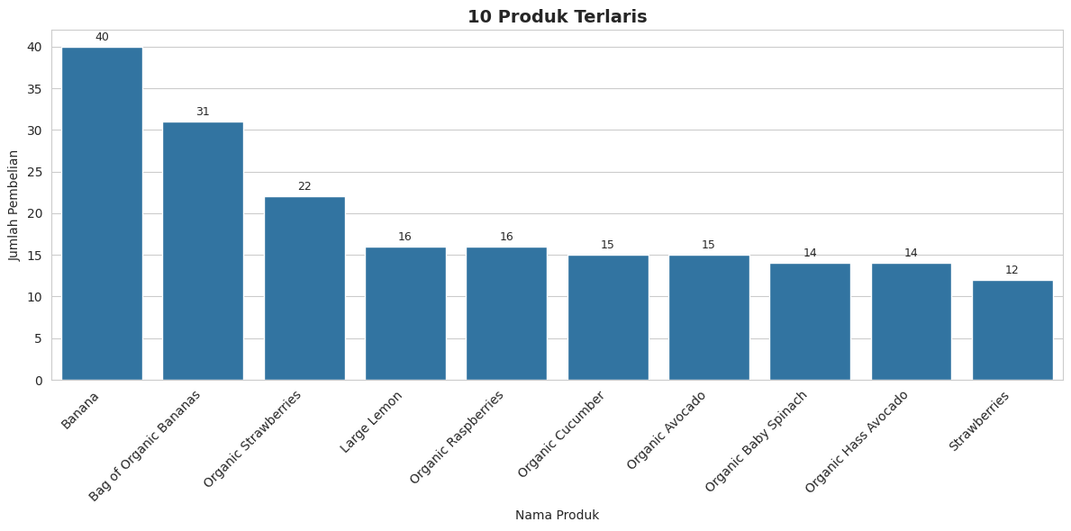 10 Produk Terlaris
Jumlah Pembelian
40
35
30
25
20
15
10
5
0
40
31
22
16
16
15
15
14
14
12
Banana
Bag of Organic Bananas
Organic Strawberries
Large Lemon
Organic Raspberries
Organic Cucumber
Organic Avocado
Organic Baby Spinach
Organic Hass Avocado
Strawberries
Nama Produk